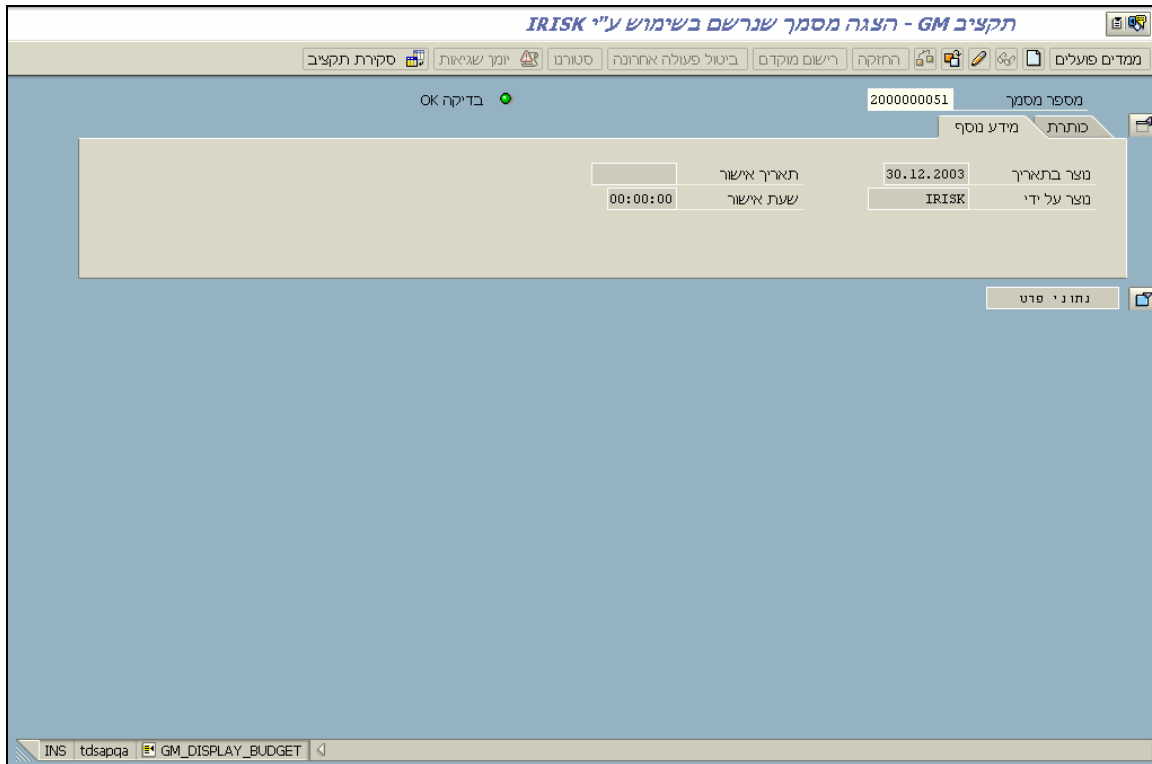 תקציב GM - הצגה מסמך שנרשם בשימוש ע"י IRISK
ממדים פועלים החזקה רישום מוקדם ביטול פעולה אחרונה סטורנו יומך שגיאות סקירת תקציב
מספר מסמך 2000000051 בדיקה OK
כותרת מידע נוסף
נוצר בתאריך 30.12.2003 תאריך אישור
נוצר על ידי IRISK שעת אישור 00:00:00
נתוני פרט
INS tdsapqa GM_DISPLAY_BUDGET